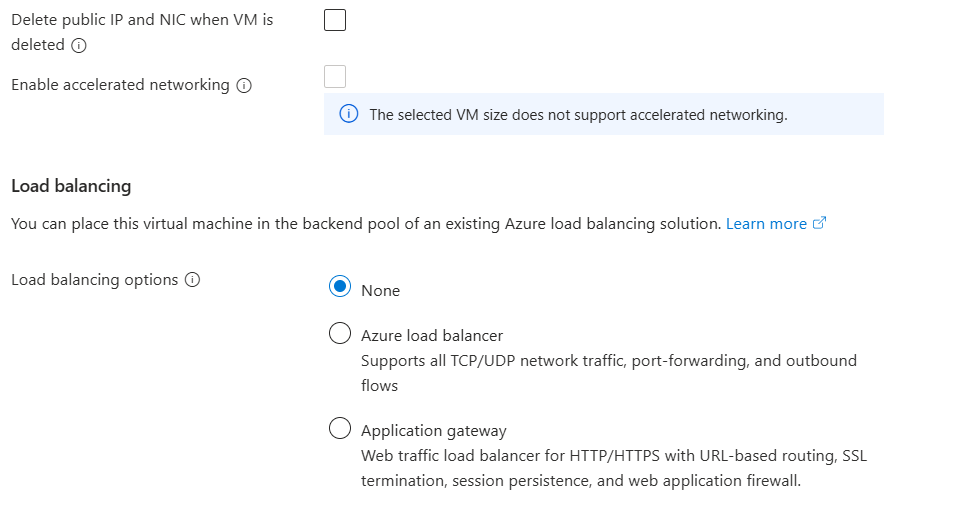 Delete public IP and NIC when VM is
deleted
Enable accelerated networking
The selected VM size does not support accelerated networking.
Load balancing
You can place this virtual machine in the backend pool of an existing Azure load balancing solution. Learn more
Load balancing options
None
Azure load balancer
Supports all TCP/UDP network traffic, port-forwarding, and outbound
flows
Application gateway
Web traffic load balancer for HTTP/HTTPS with URL-based routing, SSL
termination, session persistence, and web application firewall.